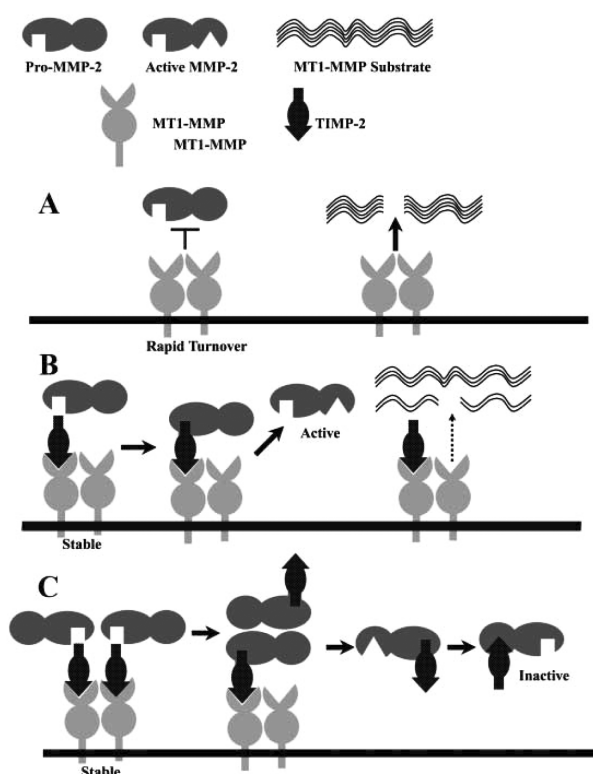 Pro-MMP-2 Active MMP-2 MT1-MMP Substrate
MT1-MMP TIMP-2
MT1-MMP
A
Rapid Turnover
B
Active
Stable
C
Inactive
Stable